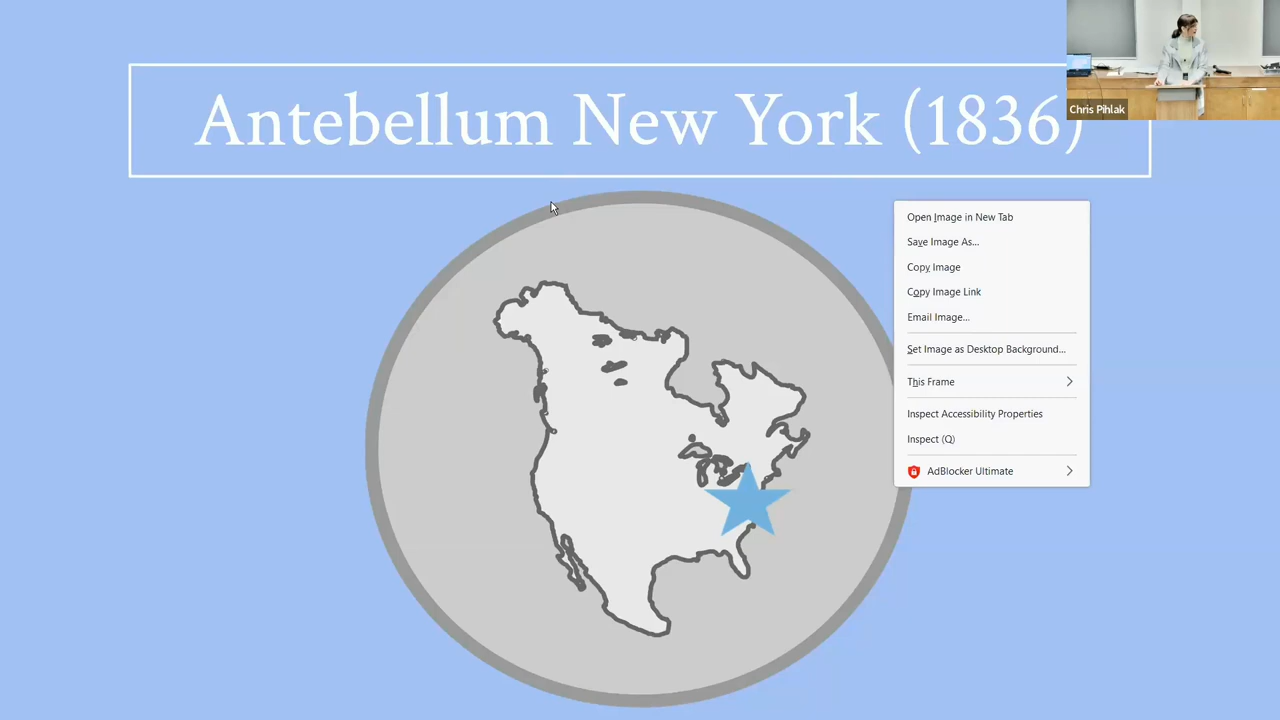 Antebellum New York (1836)
Chris Pihlak
Open Image in New Tab
Save Image As...
Copy Image
Copy Image Link
Email Image...
Set Image as Desktop Background...
This Frame
Inspect Accessibility Properties
Inspect (Q)
AdBlocker Ultimate